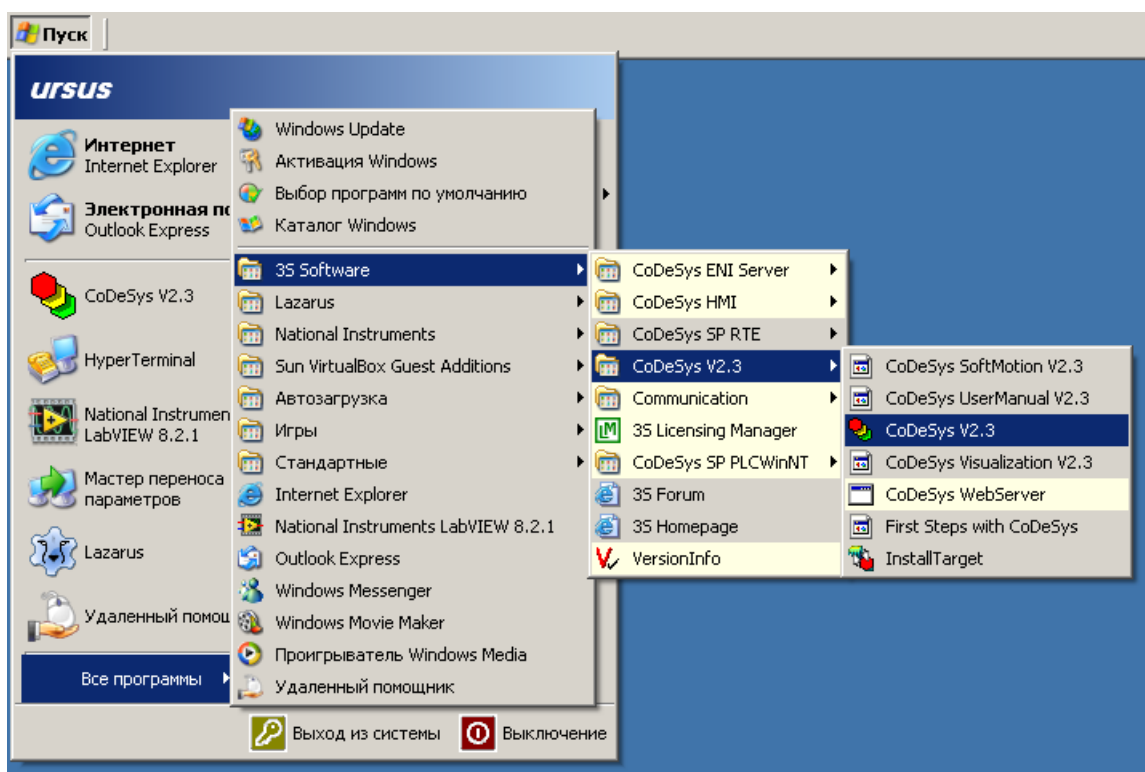 Пуск
ursus
Интернет
Internet Explorer
Электронная по
Outlook Express
CoDeSys V2.3
HyperTerminal
National Instrumen
LabVIEW 8.2.1
Мастер переноса
параметров
Lazarus
Удаленный помощ
Все программы
Выход из системы
Выключение
Windows Update
Активация Windows
Выбор программ по умолчанию
Каталог Windows
3S Software
Lazarus
National Instruments
Sun VirtualBox Guest Additions
Автозагрузка
Игры
Стандартные
Internet Explorer
National Instruments LabVIEW 8.2.1
Outlook Express
Windows Messenger
Windows Movie Maker
Проигрыватель Windows Media
Удаленный помощник
CoDeSys ENI Server
CoDeSys HMI
CoDeSys SP RTE
CoDeSys V2.3
Communication
3S Licensing Manager
CoDeSys SP PLCWinNT
3S Forum
3S Homepage
VersionInfo
CoDeSys SoftMotion V2.3
CoDeSys UserManual V2.3
CoDeSys V2.3
CoDeSys Visualization V2.3
CoDeSys WebServer
First Steps with CoDeSys
InstallTarget